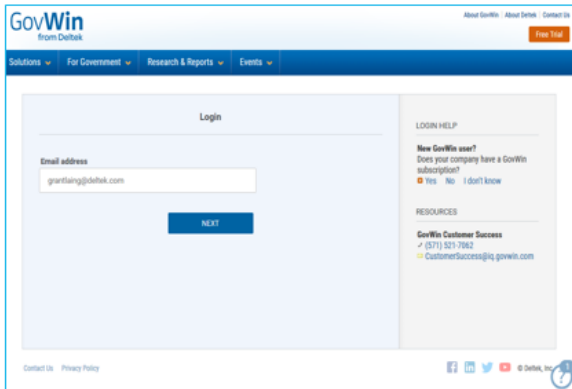 GovWin
from Deltek
About GovWin | About Deltek | Contact Us
Free Trial
Solutions For Government Research & Reports Events
Login
Email address
grantlaing@deltek.com
NEXT
LOGIN HELP
New GovWin user?
Does your company have a GovWin
subscription?
Yes No I don't know
RESOURCES
GovWin Customer Success
(571) 521-7062
CustomerSuccess@iq.govwin.com
Contact Us Privacy Policy
© Deltek, Inc.
?